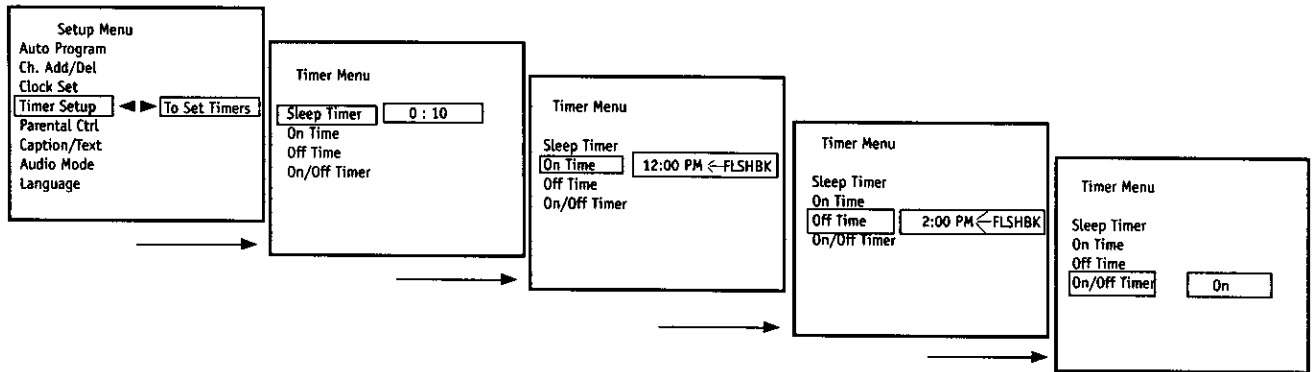 Setup Menu
Auto Program
Ch. Add/Del
Clock Set
Timer Setup ◄ ► To Set Timers
Parental Ctrl
Caption/Text
Audio Mode
Language
Timer Menu
Sleep Timer 0 : 10
On Time
Off Time
On/Off Timer
Timer Menu
Sleep Timer
On Time 12:00 PM <–FLSHBK
Off Time
On/Off Timer
Timer Menu
Sleep Timer
On Time
Off Time 2:00 PM <–FLSHBK
On/Off Timer
Timer Menu
Sleep Timer
On Time
Off Time
On/Off Timer On